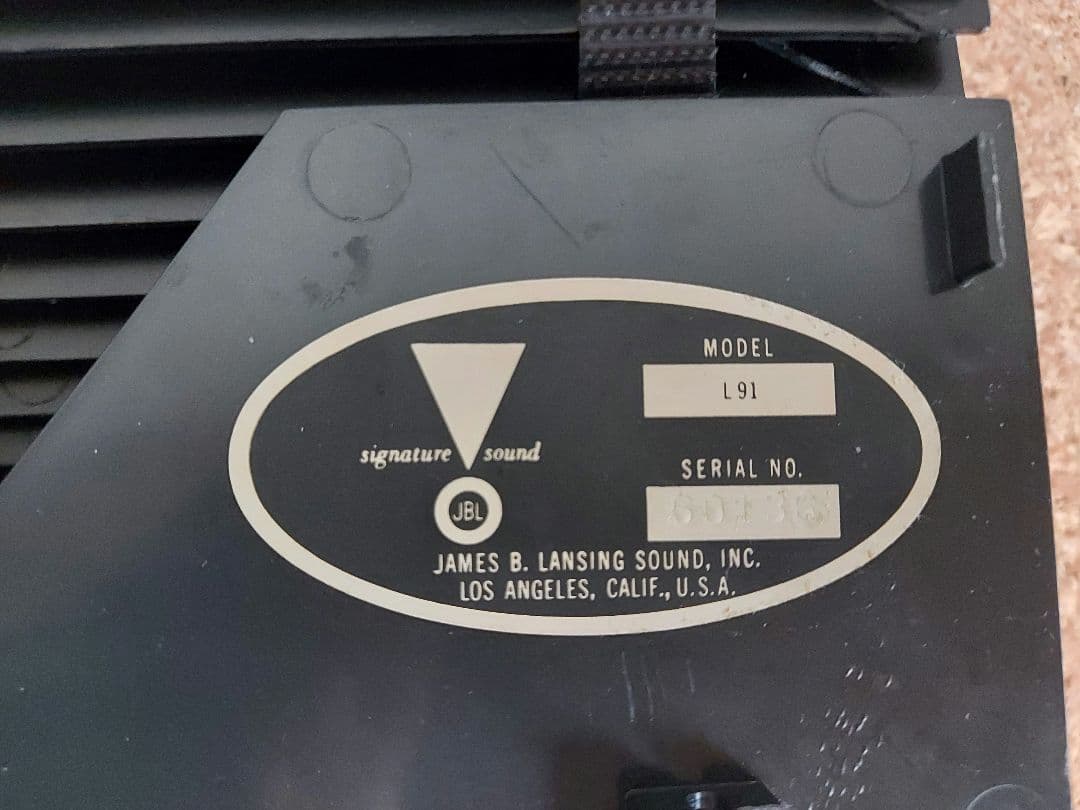 MODEL
L91
signature sound
SERIAL NO.
JBL
JAMES B. LANSING SOUND, INC.
LOS ANGELES, CALIF., U.S.A.